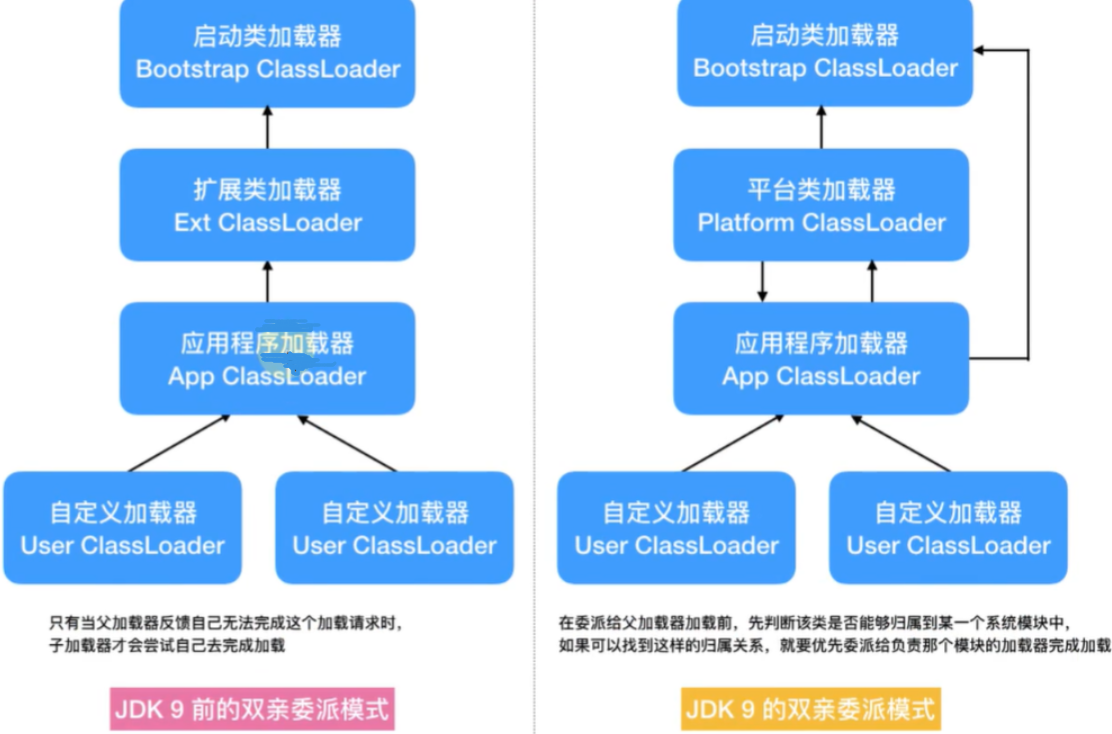 启动类加载器
Bootstrap ClassLoader
扩展类加载器
Ext ClassLoader
应用程序加载器
App ClassLoader
自定义加载器
User ClassLoader
自定义加载器
User ClassLoader
只有当父加载器反馈自己无法完成这个加载请求时，
子加载器才会尝试自己去完成加载
JDK 9 前的双亲委派模式
启动类加载器
Bootstrap ClassLoader
平台类加载器
Platform ClassLoader
应用程序加载器
App ClassLoader
自定义加载器
User ClassLoader
自定义加载器
User ClassLoader
在委派给父加载器加载前，先判断该类是否能够归属到某一个系统模块中，
如果可以找到这样的归属关系，就要优先委派给负责那个模块的加载器完成加载
JDK 9 的双亲委派模式